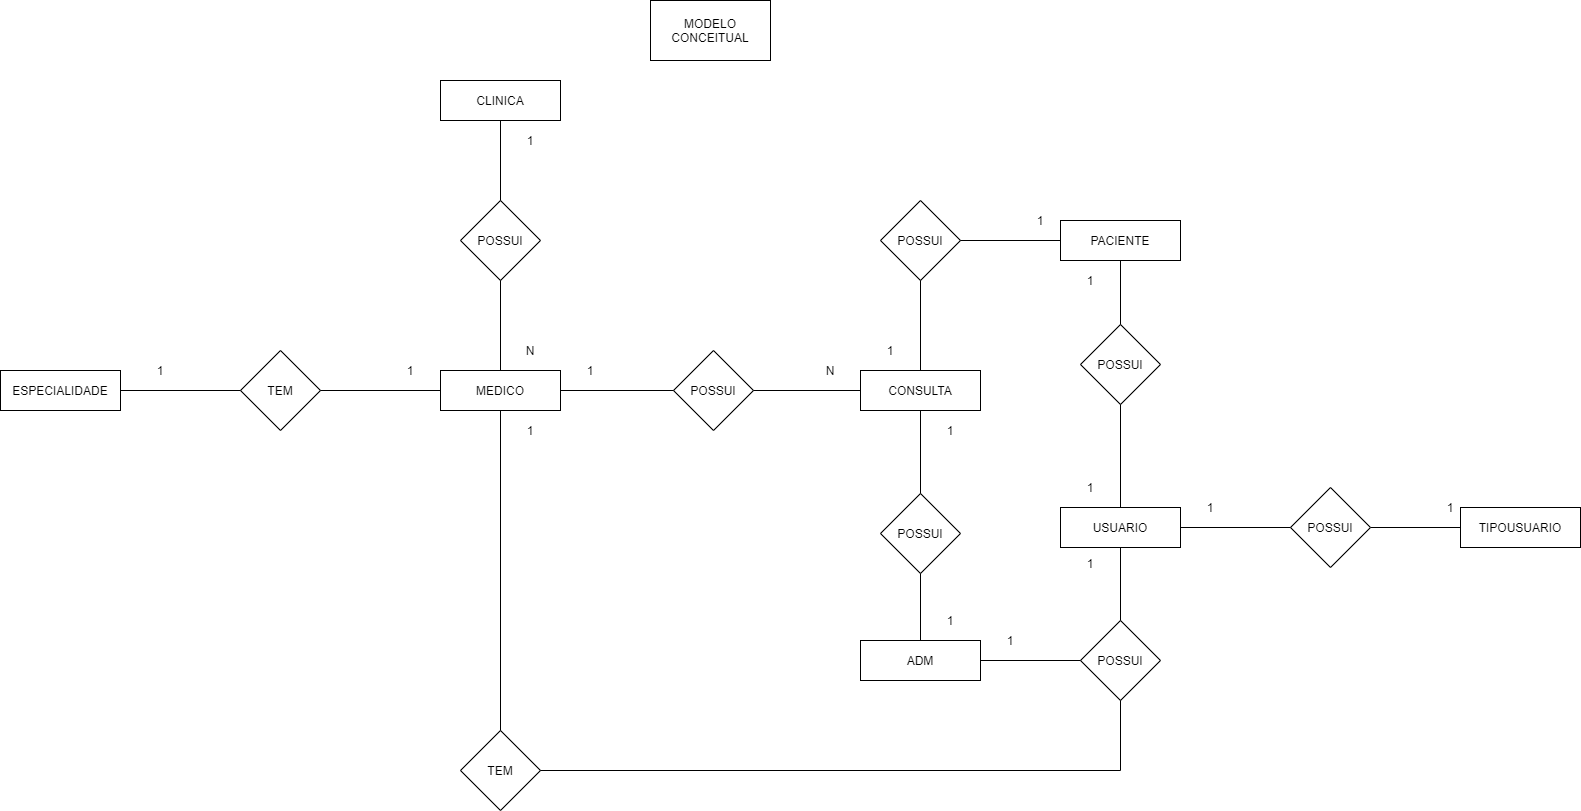 MODELO
CONCEITUAL
CLINICA
1
POSSUI
POSSUI
1
PACIENTE
1
N
1
POSSUI
ESPECIALIDADE
1
TEM
1
MEDICO
1
POSSUI
N
CONSULTA
1
1
1
POSSUI
USUARIO
1
POSSUI
1
TIPOUSUARIO
1
1
1
ADM
POSSUI
TEM